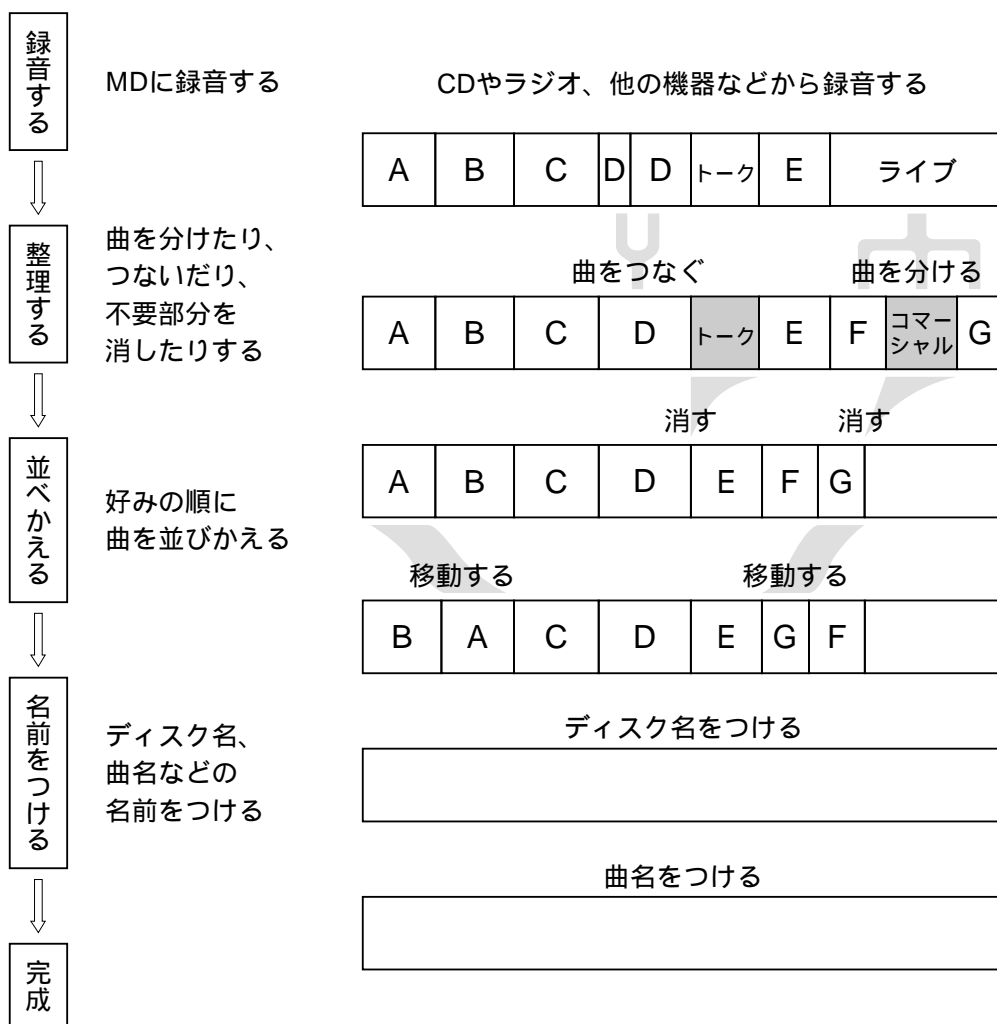 録音する
MDに録音する
CDやラジオ、他の機器などから録音する
A B C D D トーク E ライブ
整理する
曲を分けたり、
つないだり、
不要部分を
消したりする
曲をつなぐ 曲を分ける
A B C D トーク E F コマーシャル G
消す 消す
並べかえる
好みの順に
曲を並びかえる
A B C D E F G
移動する 移動する
B A C D E G F
名前をつける
ディスク名、
曲名などの
名前をつける
ディスク名をつける
曲名をつける
完成